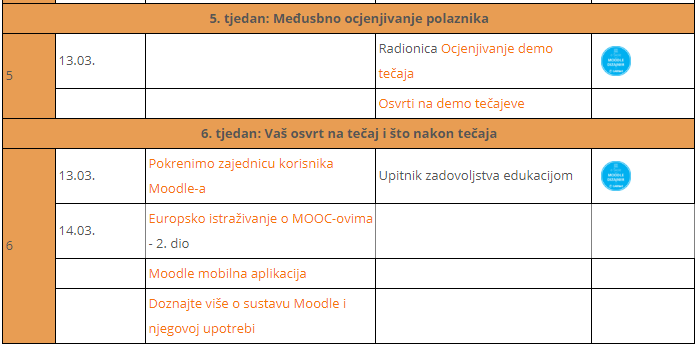 5. tjedan: Međusbno ocjenjivanje polaznika
5
13.03.
Radionica Ocjenjivanje demo
tečaja
Osvrti na demo tečajeve
6. tjedan: Vaš osvrt na tečaj i što nakon tečaja
6
13.03.
Pokrenimo zajednicu korisnika
Moodle-a
Upitnik zadovoljstva edukacijom
14.03.
Europsko istraživanje o MOOC-ovima
- 2. dio
Moodle mobilna aplikacija
Doznajte više o sustavu Moodle i
njegovoj upotrebi